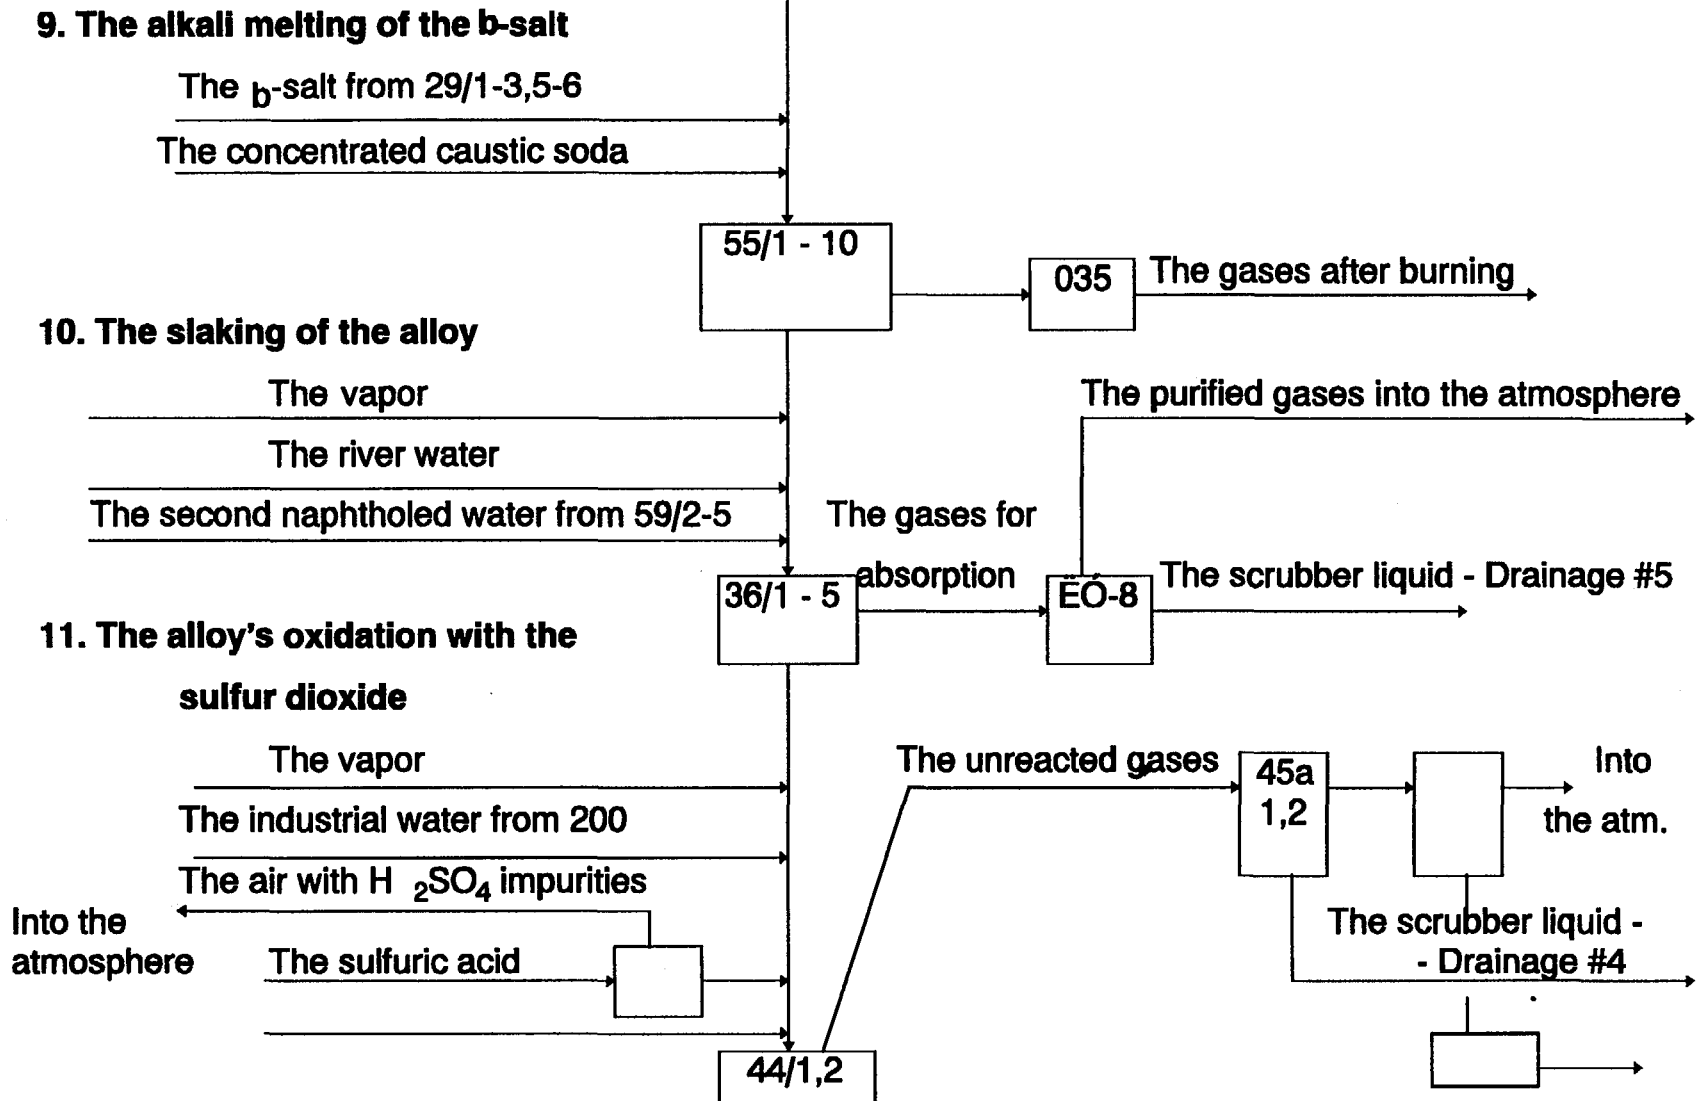 9. The alkali melting of the b-salt
The b-salt from 29/1-3,5-6
The concentrated caustic soda
55/1 - 10
035
The gases after burning
10. The slaking of the alloy
The vapor
The purified gases into the atmosphere
The river water
The second naphtholed water from 59/2-5
The gases for
absorption
36/1 - 5
ËÓ-8
The scrubber liquid - Drainage #5
11. The alloy's oxidation with the
sulfur dioxide
The vapor
The unreacted gases
45a
1,2
Into
the atm.
The industrial water from 200
The air with H 2SO4 impurities
Into the
atmosphere
The sulfuric acid
The scrubber liquid -
- Drainage #4
44/1,2